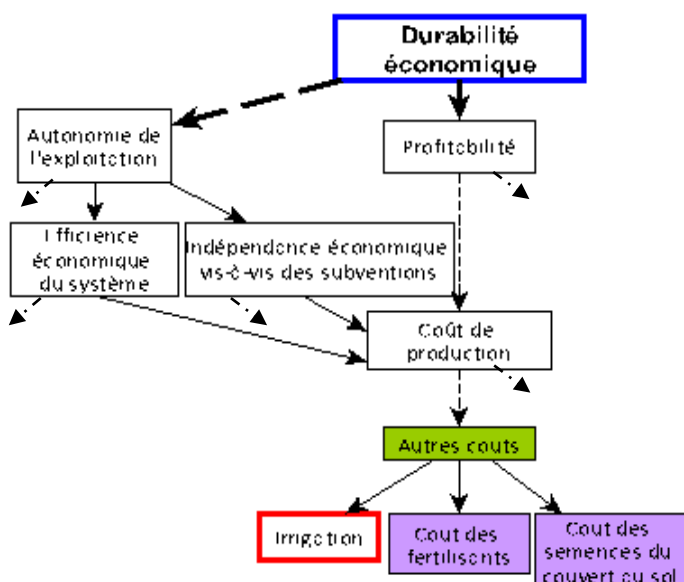 Durabilité
économique
Autonomie de
l'exploitation
Profitabilité
Efficience
économique
du système
Indépendance économique
vis-à-vis des subventions
Coût de
production
Autres couts
Irrigation
Cout des
fertilisants
Cout des
semences du
couvert au sol